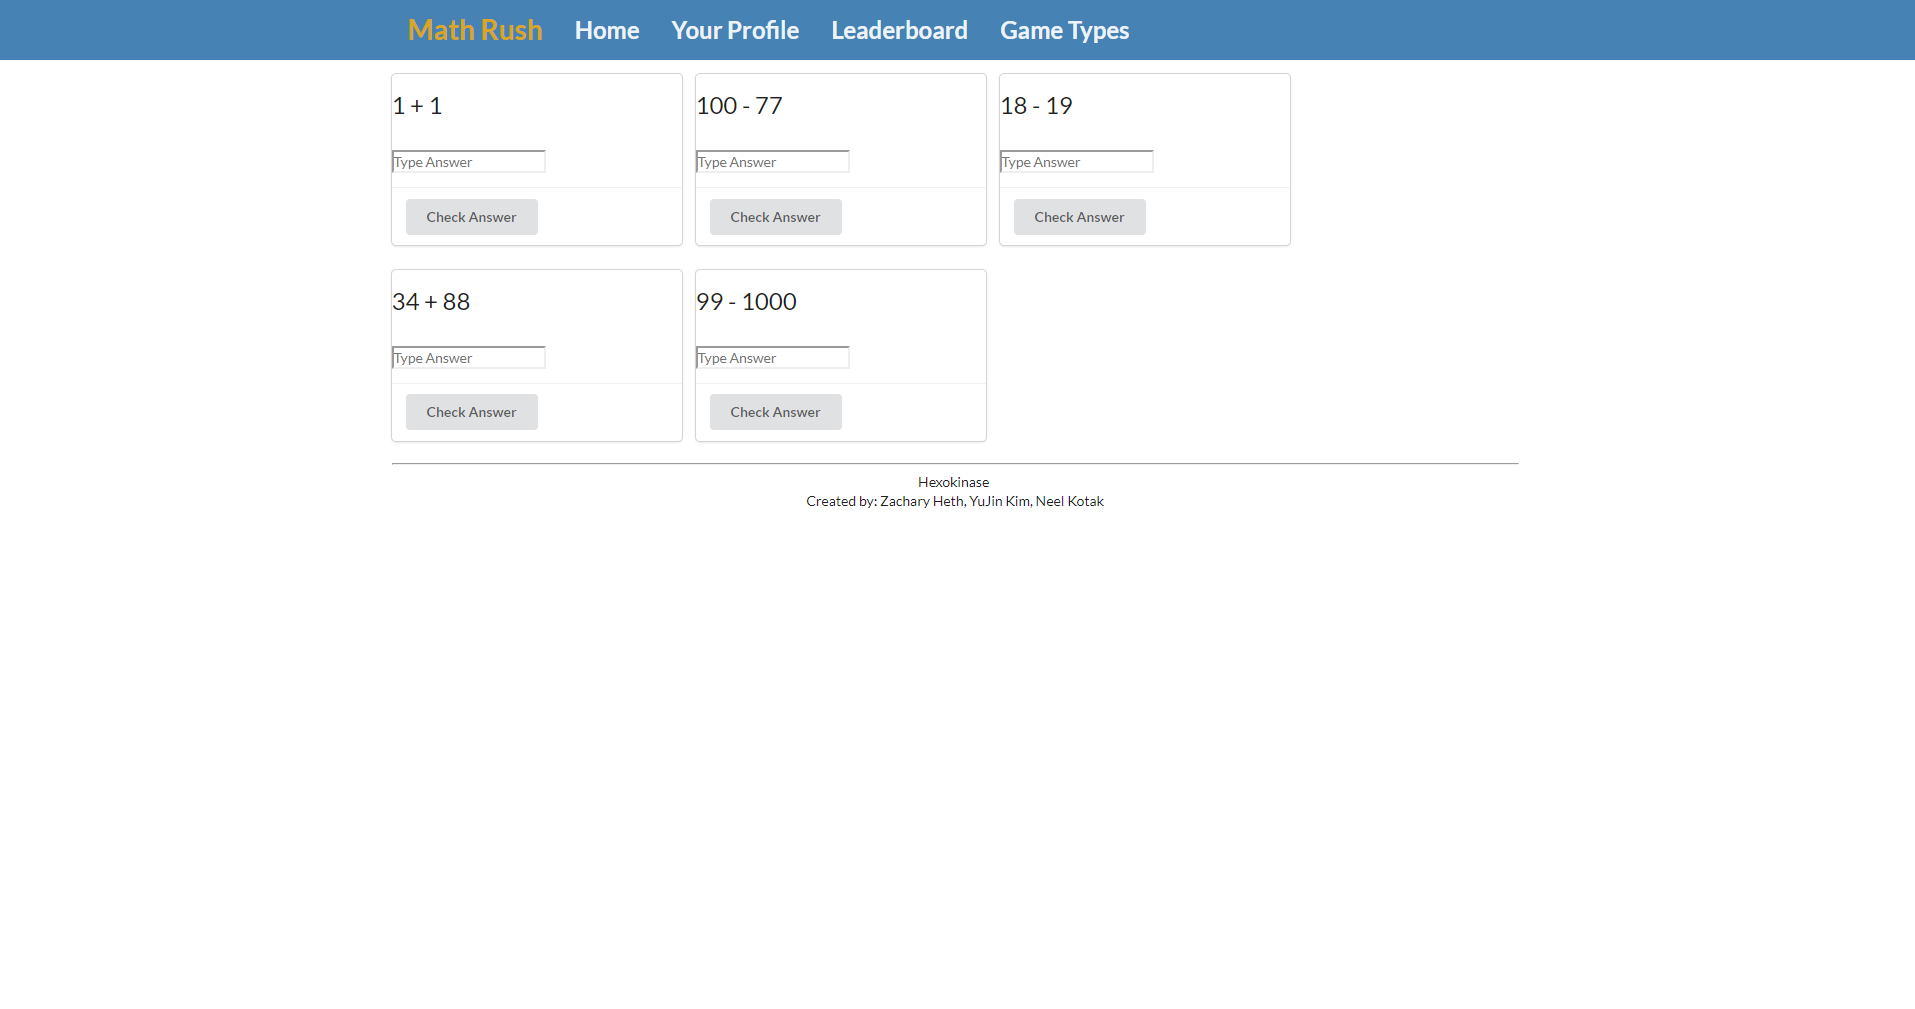 Math Rush Home Your Profile Leaderboard Game Types
1 + 1
Type Answer
Check Answer
100 - 77
Type Answer
Check Answer
18 - 19
Type Answer
Check Answer
34 + 88
Type Answer
Check Answer
99 - 1000
Type Answer
Check Answer
Hexokinase
Created by: Zachary Heth, YuJin Kim, Neel Kotak